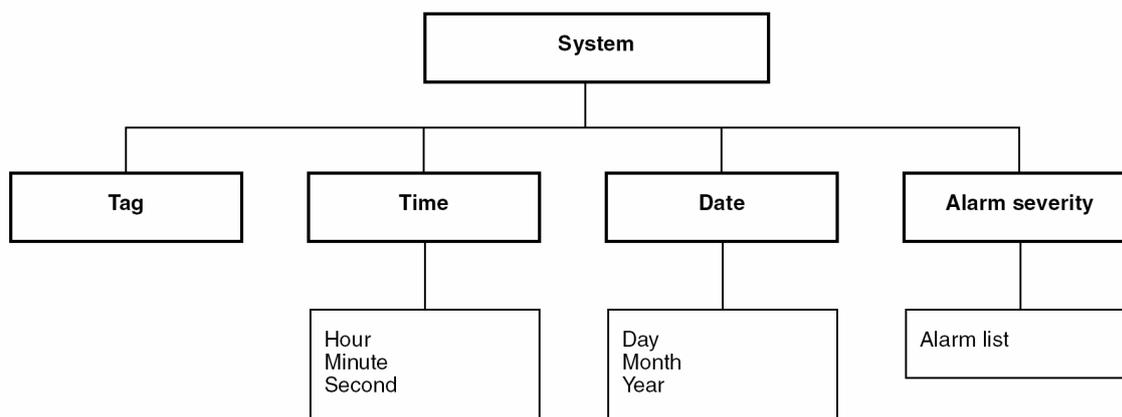 System
Tag
Time
Date
Alarm severity
Hour
Minute
Second
Day
Month
Year
Alarm list